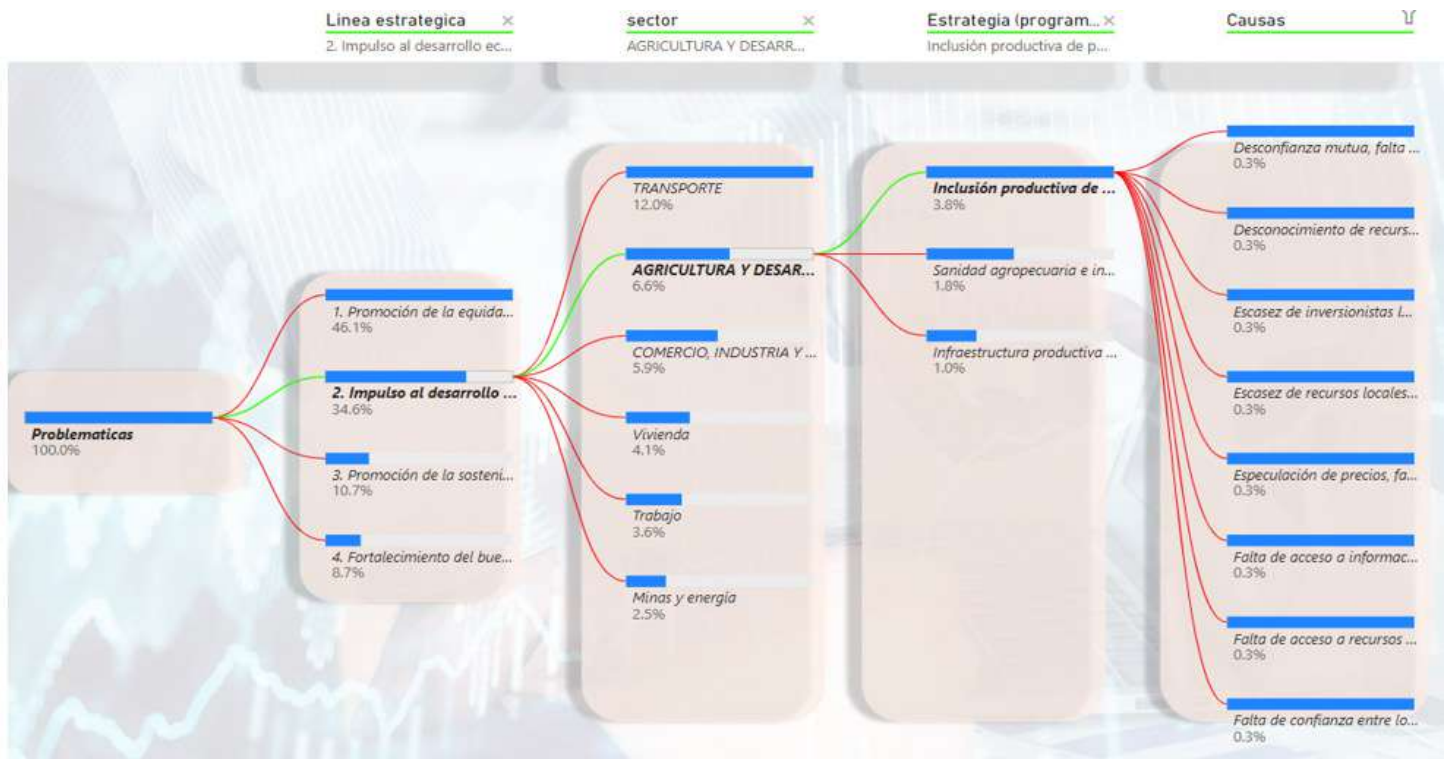 Linea estrategica ×
2. Impulso al desarrollo ec...
sector ×
AGRICULTURA Y DESARR...
Estrategia (program... ×
Inclusión productiva de p...
Causas
Problematicas
100.0%
1. Promoción de la equida...
46.1%
2. Impulso al desarrollo ...
34.6%
3. Promoción de la sosteni...
10.7%
4. Fortalecimiento del bue...
8.7%
TRANSPORTE
12.0%
AGRICULTURA Y DESAR...
6.6%
COMERCIO, INDUSTRIA Y ...
5.9%
Vivienda
4.1%
Trabajo
3.6%
Minas y energía
2.5%
Inclusión productiva de ...
3.8%
Sanidad agropecuaria e in...
1.8%
Infraestructura productiva ...
1.0%
Desconfianza mutua, falta ...
0.3%
Desconocimiento de recurs...
0.3%
Escasez de inversionistas l...
0.3%
Escasez de recursos locales...
0.3%
Especulación de precios, fa...
0.3%
Falta de acceso a informac...
0.3%
Falta de acceso a recursos ...
0.3%
Falta de confianza entre lo...
0.3%